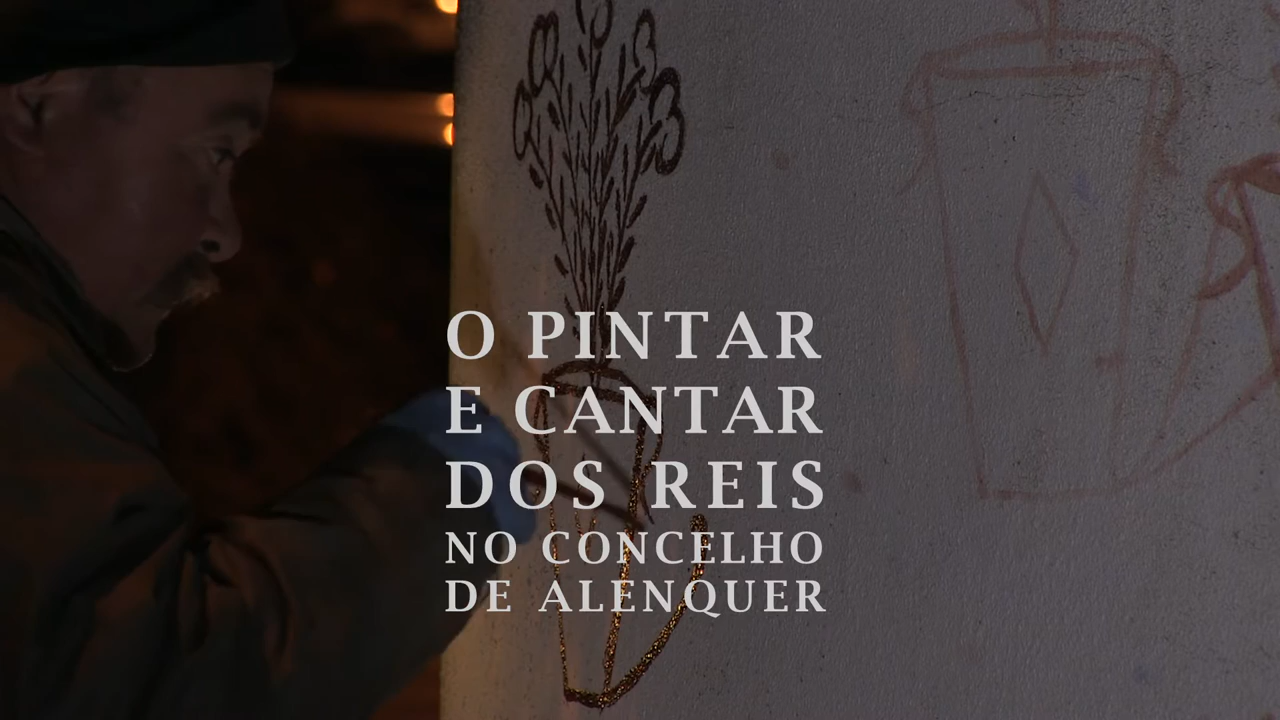 O PINTAR
E CANTAR
DOS REIS
NO CONCELHO
DE ALENQUER